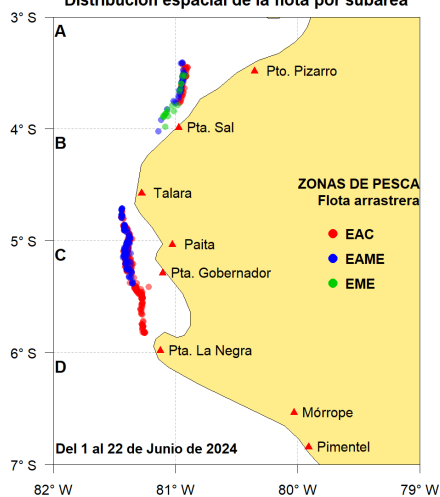 Distribución espacial de la flota por subárea
3° S
A
Pto. Pizarro
4° S
Pta. Sal
B
ZONAS DE PESCA
Flota arrastrera
Talara
EAC
5° S
Paita
C
EAME
Pta. Gobernador
EME
6° S
Pta. La Negra
D
Mórrope
Del 1 al 22 de Junio de 2024
Pimentel
7° S
82° W
81° W
80° W
79° W